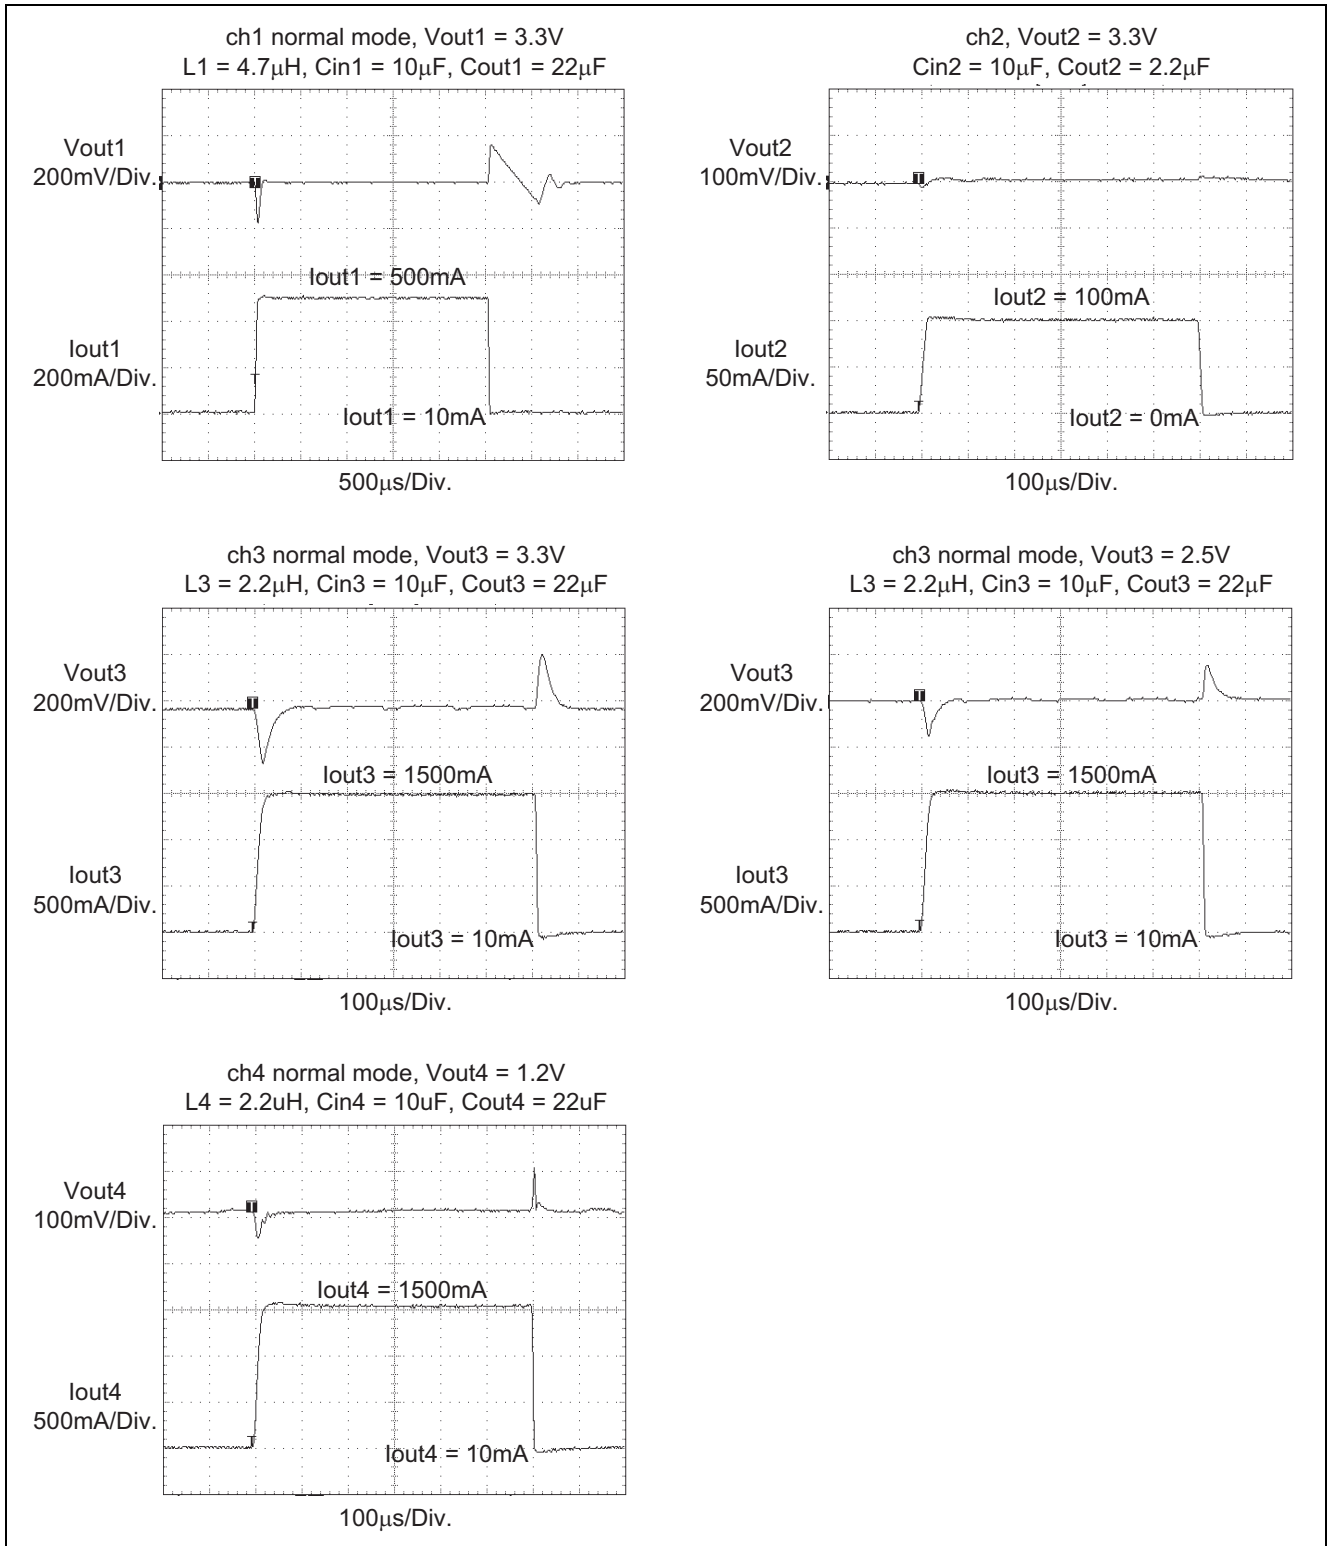 ch1 normal mode, Vout1 = 3.3V
L1 = 4.7μH, Cin1 = 10μF, Cout1 = 22μF
Vout1
200mV/Div.
T
Iout1 = 500mA
Iout1
200mA/Div.
T
Iout1 = 10mA
500μs/Div.
ch2, Vout2 = 3.3V
Cin2 = 10μF, Cout2 = 2.2μF
Vout2
100mV/Div.
T
Iout2 = 100mA
Iout2
50mA/Div.
T
Iout2 = 0mA
100μs/Div.
ch3 normal mode, Vout3 = 3.3V
L3 = 2.2μH, Cin3 = 10μF, Cout3 = 22μF
Vout3
200mV/Div.
T
Iout3 = 1500mA
Iout3
500mA/Div.
T
Iout3 = 10mA
100μs/Div.
ch3 normal mode, Vout3 = 2.5V
L3 = 2.2μH, Cin3 = 10μF, Cout3 = 22μF
Vout3
200mV/Div.
T
Iout3 = 1500mA
Iout3
500mA/Div.
T
Iout3 = 10mA
100μs/Div.
ch4 normal mode, Vout4 = 1.2V
L4 = 2.2uH, Cin4 = 10uF, Cout4 = 22uF
Vout4
100mV/Div.
T
Iout4 = 1500mA
Iout4
500mA/Div.
T
Iout4 = 10mA
100μs/Div.